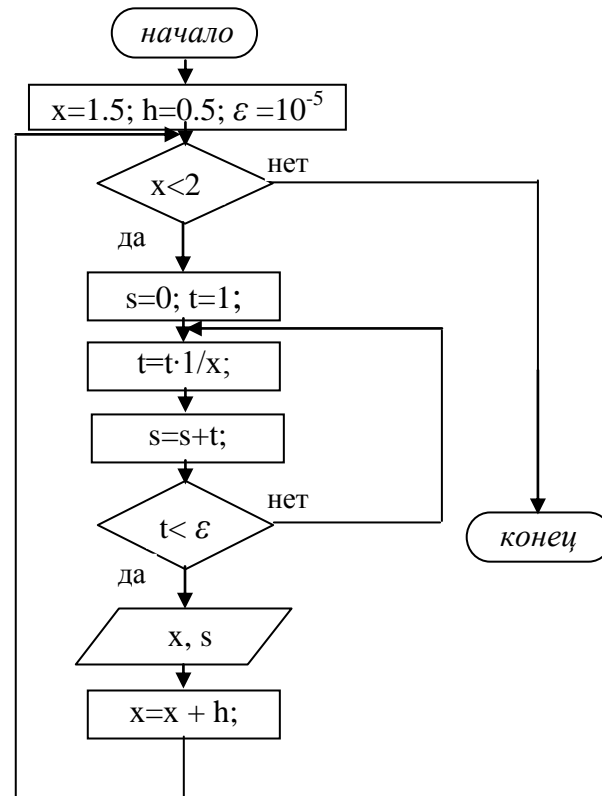 начало
x=1.5; h=0.5; ε =10⁻⁵
x<2
нет
да
s=0; t=1;
t=t·1/x;
s=s+t;
t< ε
нет
конец
да
x, s
x=x + h;